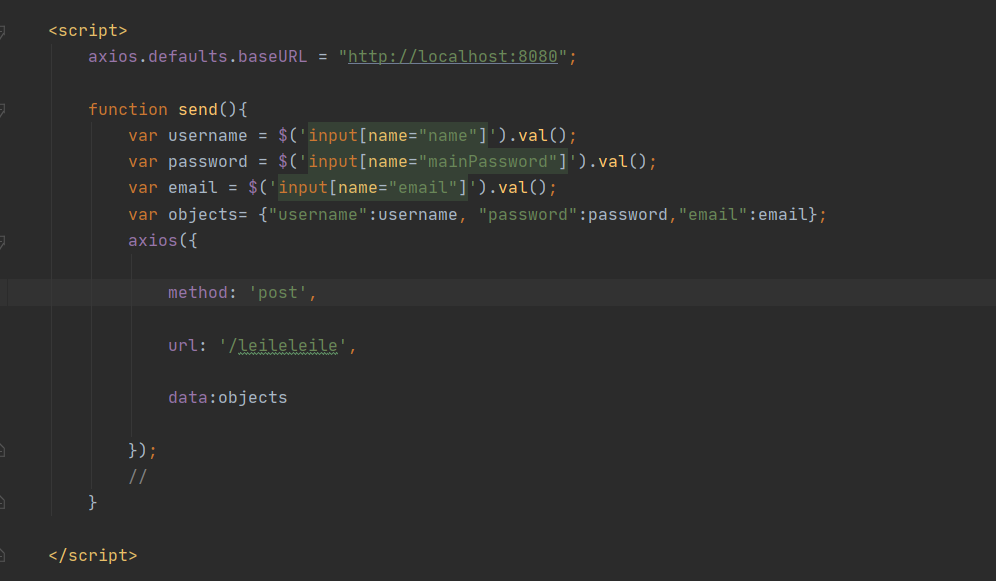 <script>
axios.defaults.baseURL = "http://localhost:8080";
function send(){
var username = $('input[name="name"]').val();
var password = $('input[name="mainPassword"]').val();
var email = $('input[name="email"]').val();
var objects= {"username":username, "password":password,"email":email};
axios({
method: 'post',
url: '/leileleile',
data:objects
});
//
}
</script>